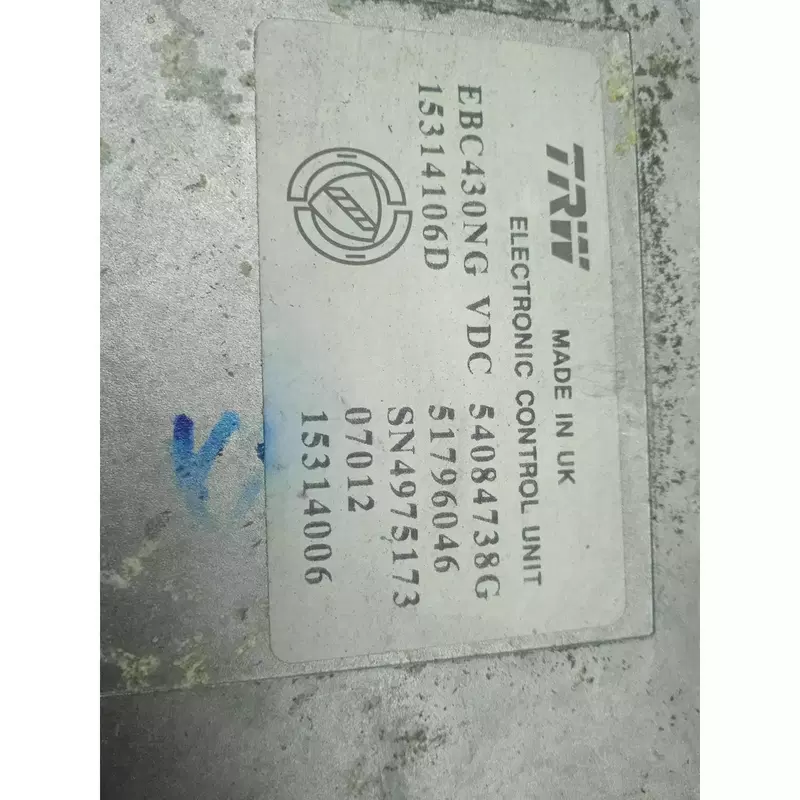 TRW
MADE IN UK
ELECTRONIC CONTROL UNIT
EBC430NG VDC 54084738G
15314106D
51796046
SN4975173
07012
15314006